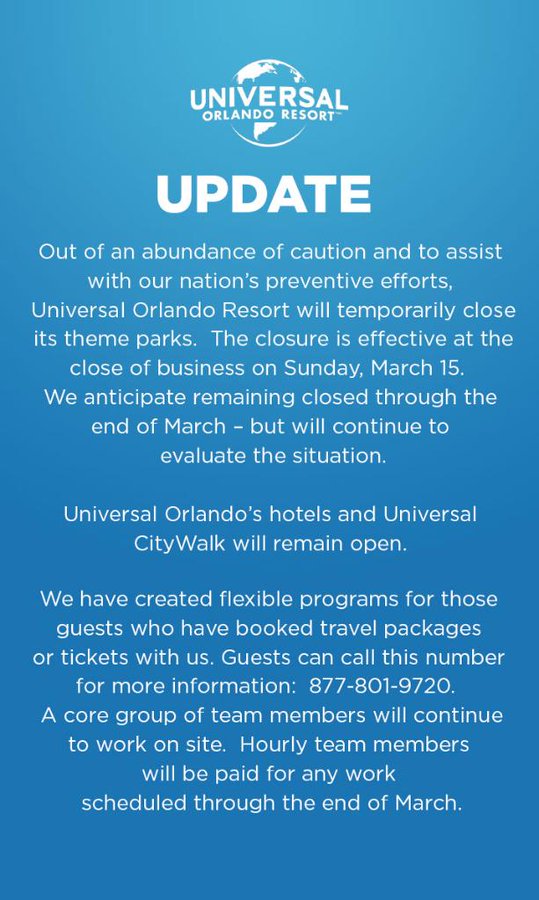 UNIVERSAL
ORLANDO RESORT™
UPDATE
Out of an abundance of caution and to assist
with our nation’s preventive efforts,
Universal Orlando Resort will temporarily close
its theme parks.  The closure is effective at the
close of business on Sunday, March 15.
We anticipate remaining closed through the
end of March – but will continue to
evaluate the situation.
Universal Orlando’s hotels and Universal
CityWalk will remain open.
We have created flexible programs for those
guests who have booked travel packages
or tickets with us. Guests can call this number
for more information:  877-801-9720.
A core group of team members will continue
to work on site.  Hourly team members
will be paid for any work
scheduled through the end of March.